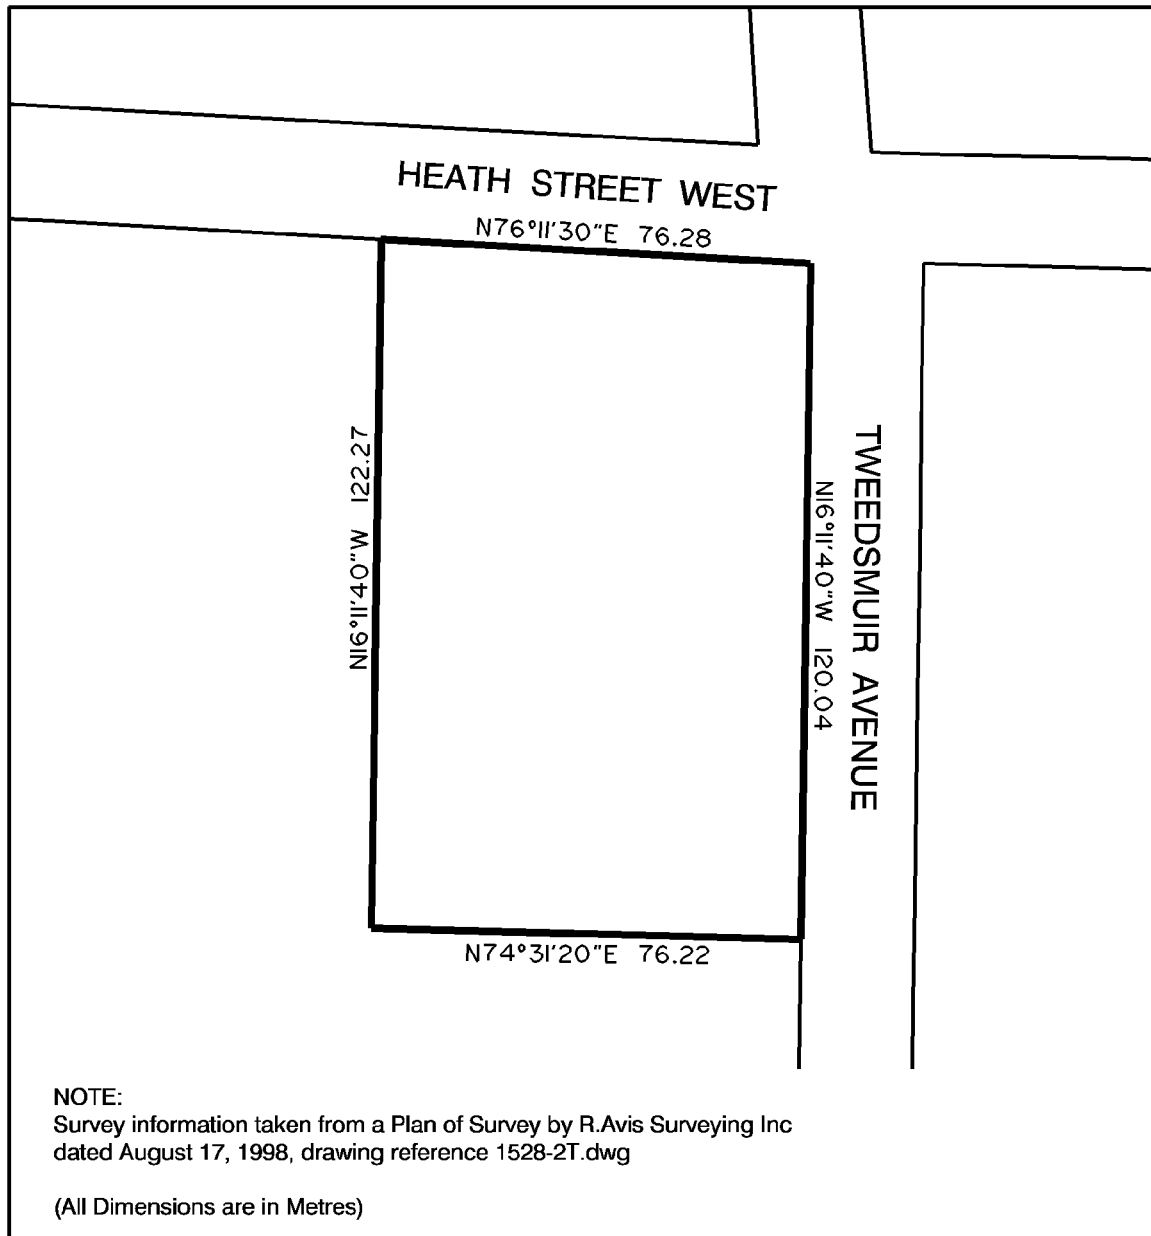 HEATH STREET WEST
N76°11'30"E 76.28
N16°11'40"W 122.27
N16°11'40"W 120.04
TWEEDSMUIR AVENUE
N74°31'20"E 76.22
NOTE:
Survey information taken from a Plan of Survey by R.Avis Surveying Inc
dated August 17, 1998, drawing reference 1528-2T.dwg
(All Dimensions are in Metres)